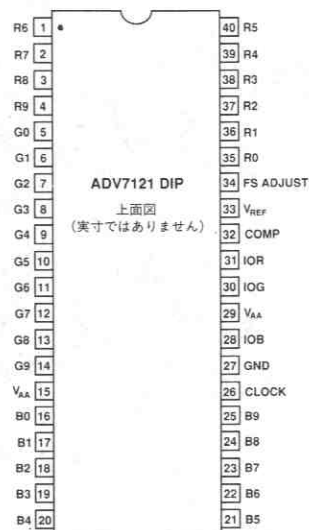 R6 1 40 R5
R7 2 39 R4
R8 3 38 R3
R9 4 37 R2
G0 5 36 R1
G1 6 35 R0
G2 7 ADV7121 DIP 34 FS ADJUST
G3 8 上面図 33 VREF
G4 9 (実寸ではありません) 32 COMP
G5 10 31 IOR
G6 11 30 IOG
G7 12 29 VAA
G8 13 28 IOB
G9 14 27 GND
VAA 15 26 CLOCK
B0 16 25 B9
B1 17 24 B8
B2 18 23 B7
B3 19 22 B6
B4 20 21 B5